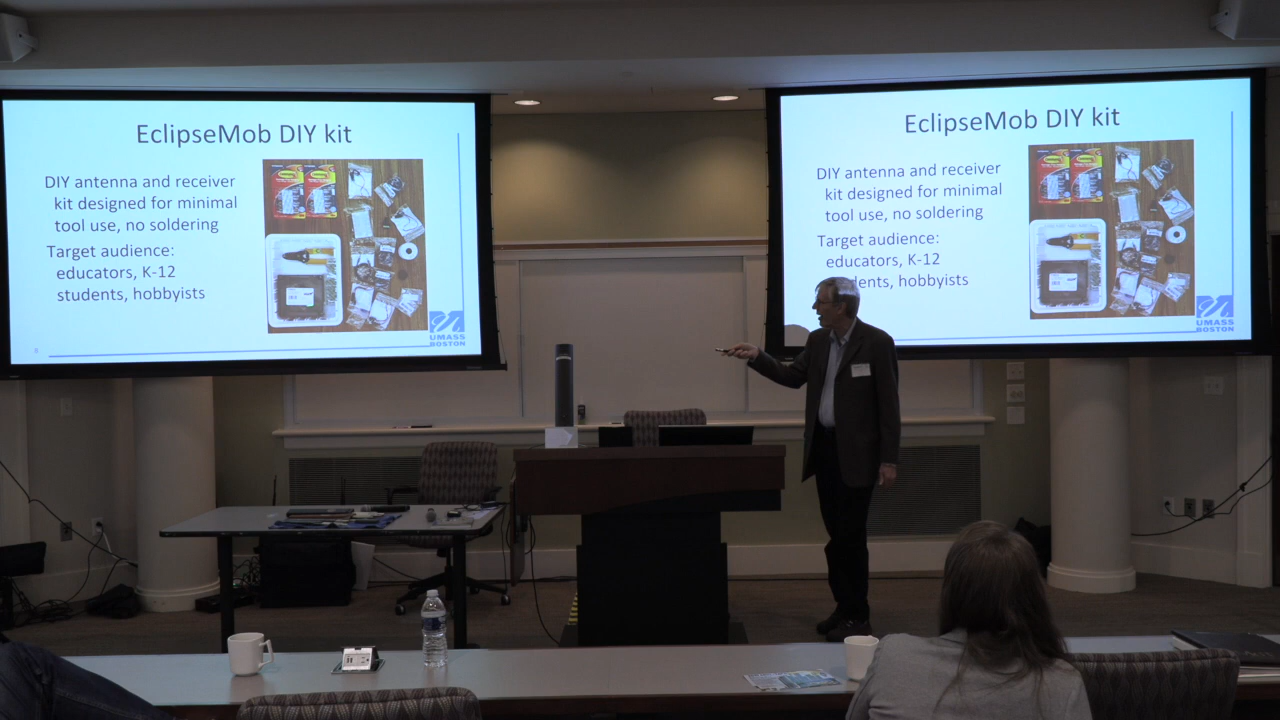 EclipseMob DIY kit
DIY antenna and receiver
kit designed for minimal
tool use, no soldering
Target audience:
educators, K-12
students, hobbyists
UMASS
BOSTON
EclipseMob DIY kit
DIY antenna and receiver
kit designed for minimal
tool use, no soldering
Target audience:
educators, K-12
dents, hobbyists
UMASS
BOSTON